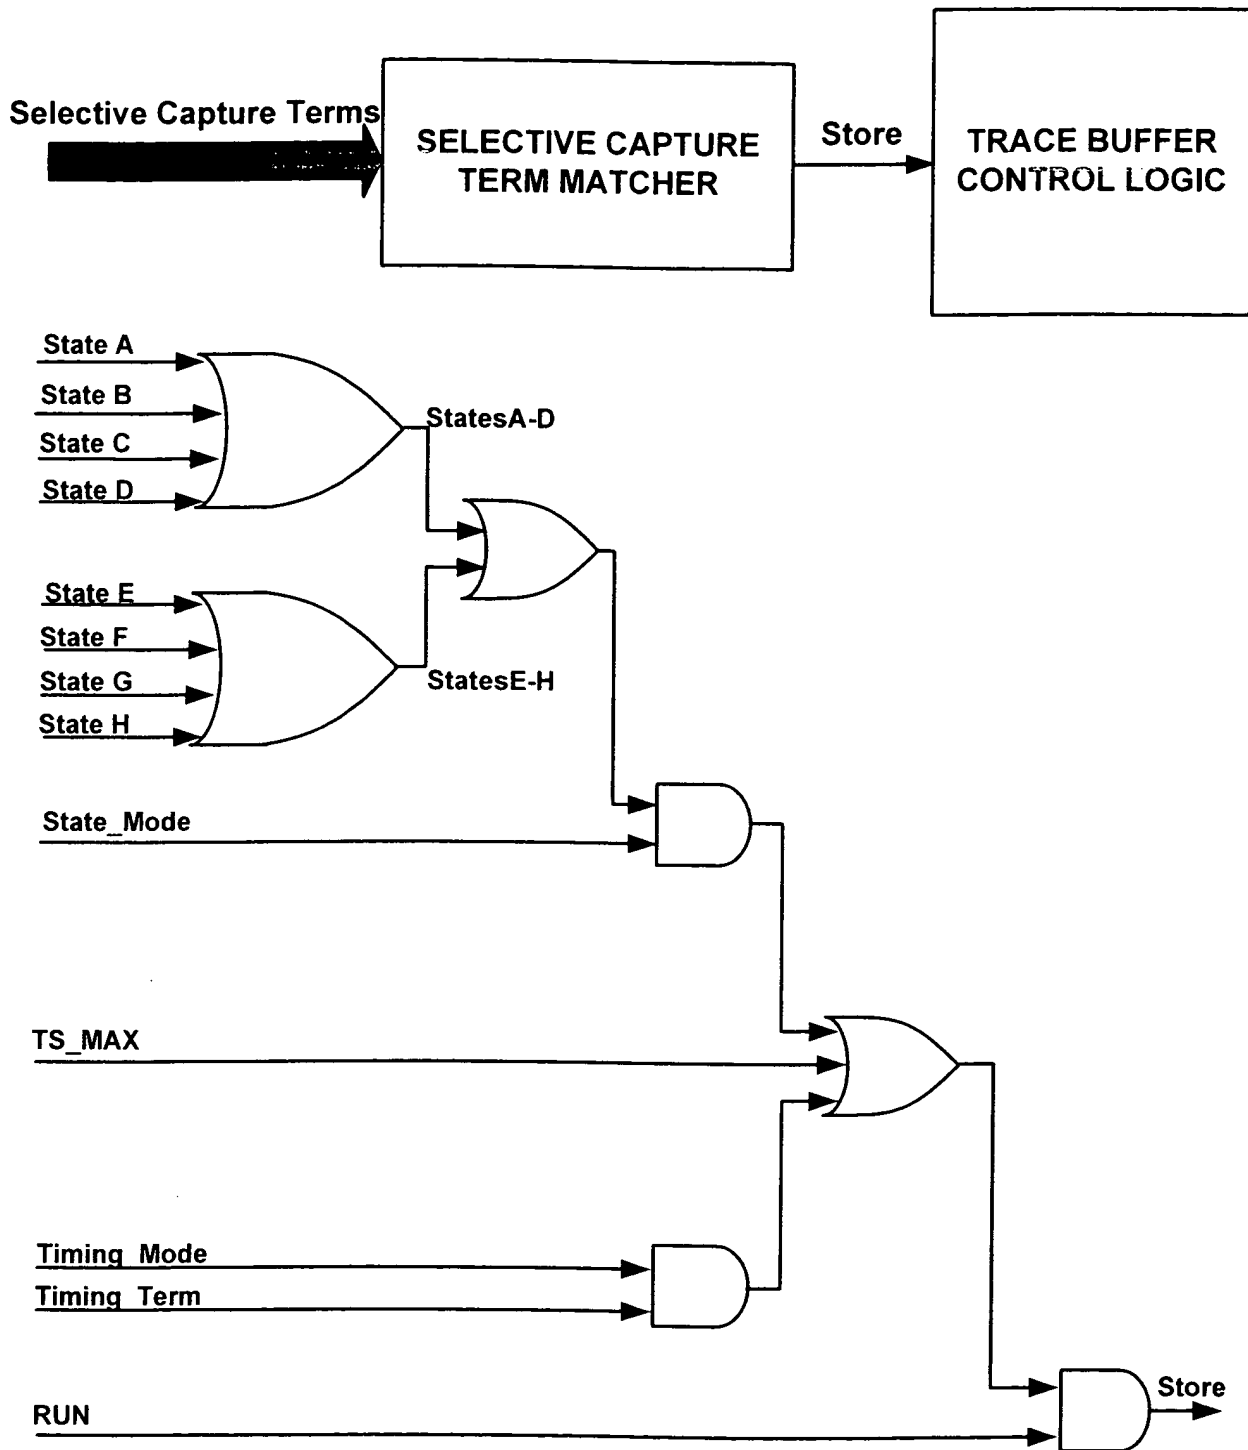 Selective Capture Terms
SELECTIVE CAPTURE
TERM MATCHER
Store
TRACE BUFFER
CONTROL LOGIC
State A
State B
State C
State D
StatesA-D
State E
State F
State G
State H
StatesE-H
State_Mode
TS_MAX
Timing_Mode
Timing_Term
RUN
Store